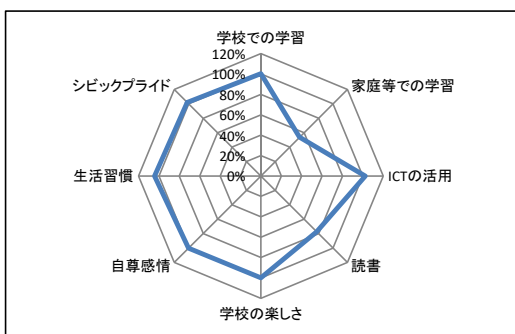 学校での学習
家庭等での学習
ICTの活用
読書
学校の楽しさ
自尊感情
生活習慣
シビックプライド
120%
100%
80%
60%
40%
20%
0%